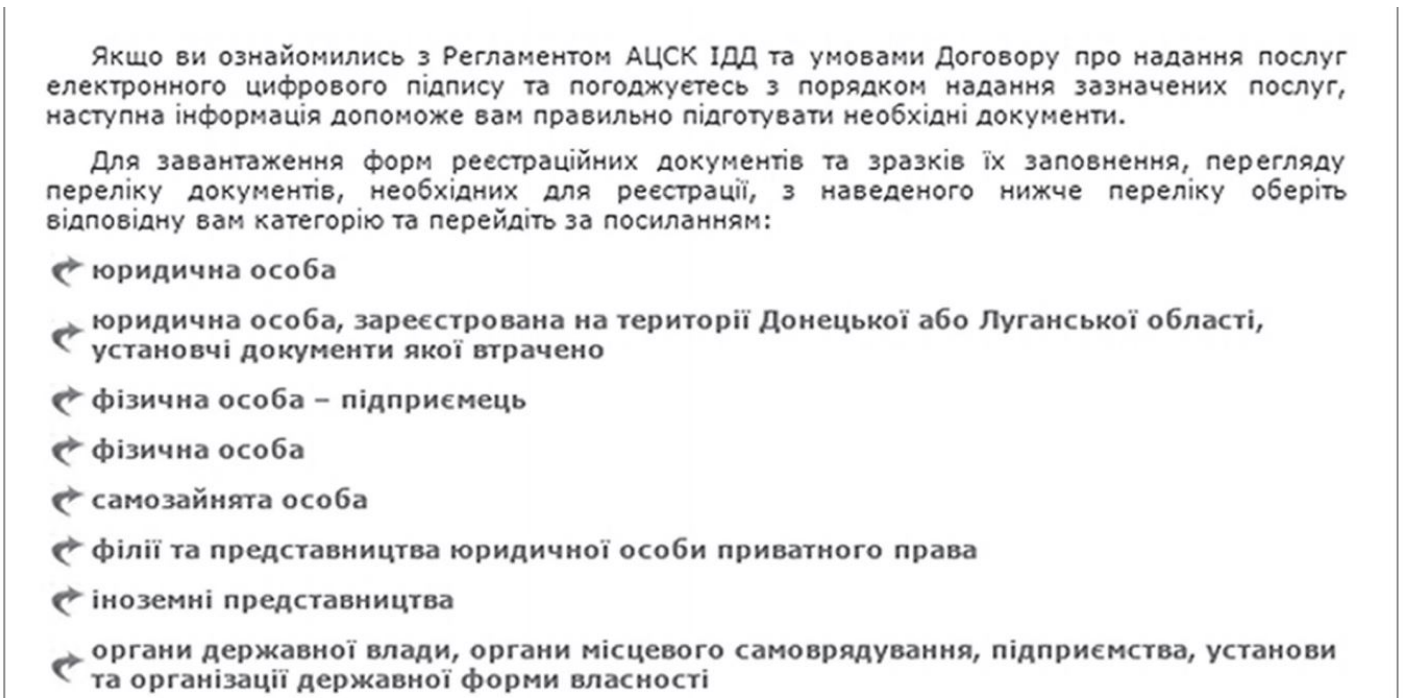 Якщо ви ознайомились з Регламентом АЦСК ІДД та умовами Договору про надання послуг
електронного цифрового підпису та погоджуєтесь з порядком надання зазначених послуг,
наступна інформація допоможе вам правильно підготувати необхідні документи.
Для завантаження форм реєстраційних документів та зразків їх заповнення, перегляду
переліку документів, необхідних для реєстрації, з наведеного нижче переліку оберіть
відповідну вам категорію та перейдіть за посиланням:
юридична особа
юридична особа, зареєстрована на території Донецької або Луганської області,
установчі документи якої втрачено
фізична особа – підприємець
фізична особа
самозайнята особа
філії та представництва юридичної особи приватного права
іноземні представництва
органи державної влади, органи місцевого самоврядування, підприємства, установи
та організації державної форми власності